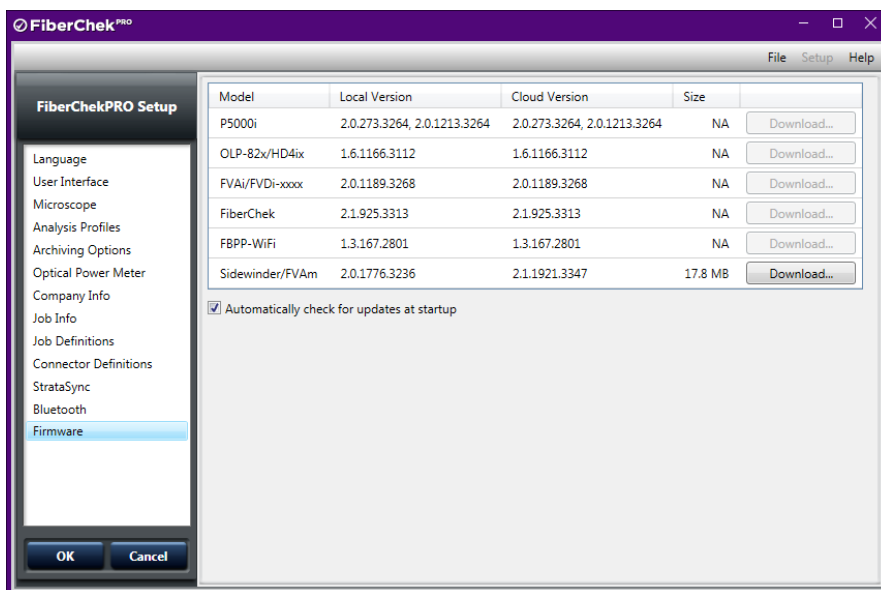 FiberChekPRO
File Setup Help
FiberChekPRO Setup
Language
User Interface
Microscope
Analysis Profiles
Archiving Options
Optical Power Meter
Company Info
Job Info
Job Definitions
Connector Definitions
StrataSync
Bluetooth
Firmware
OK Cancel
Model Local Version Cloud Version Size
P5000i 2.0.273.3264, 2.0.1213.3264 2.0.273.3264, 2.0.1213.3264 NA Download...
OLP-82x/HD4ix 1.6.1166.3112 1.6.1166.3112 NA Download...
FVAi/FVDi-xxxx 2.0.1189.3268 2.0.1189.3268 NA Download...
FiberChek 2.1.925.3313 2.1.925.3313 NA Download...
FBPP-WiFi 1.3.167.2801 1.3.167.2801 NA Download...
Sidewinder/FVAm 2.0.1776.3236 2.1.1921.3347 17.8 MB Download...
Automatically check for updates at startup